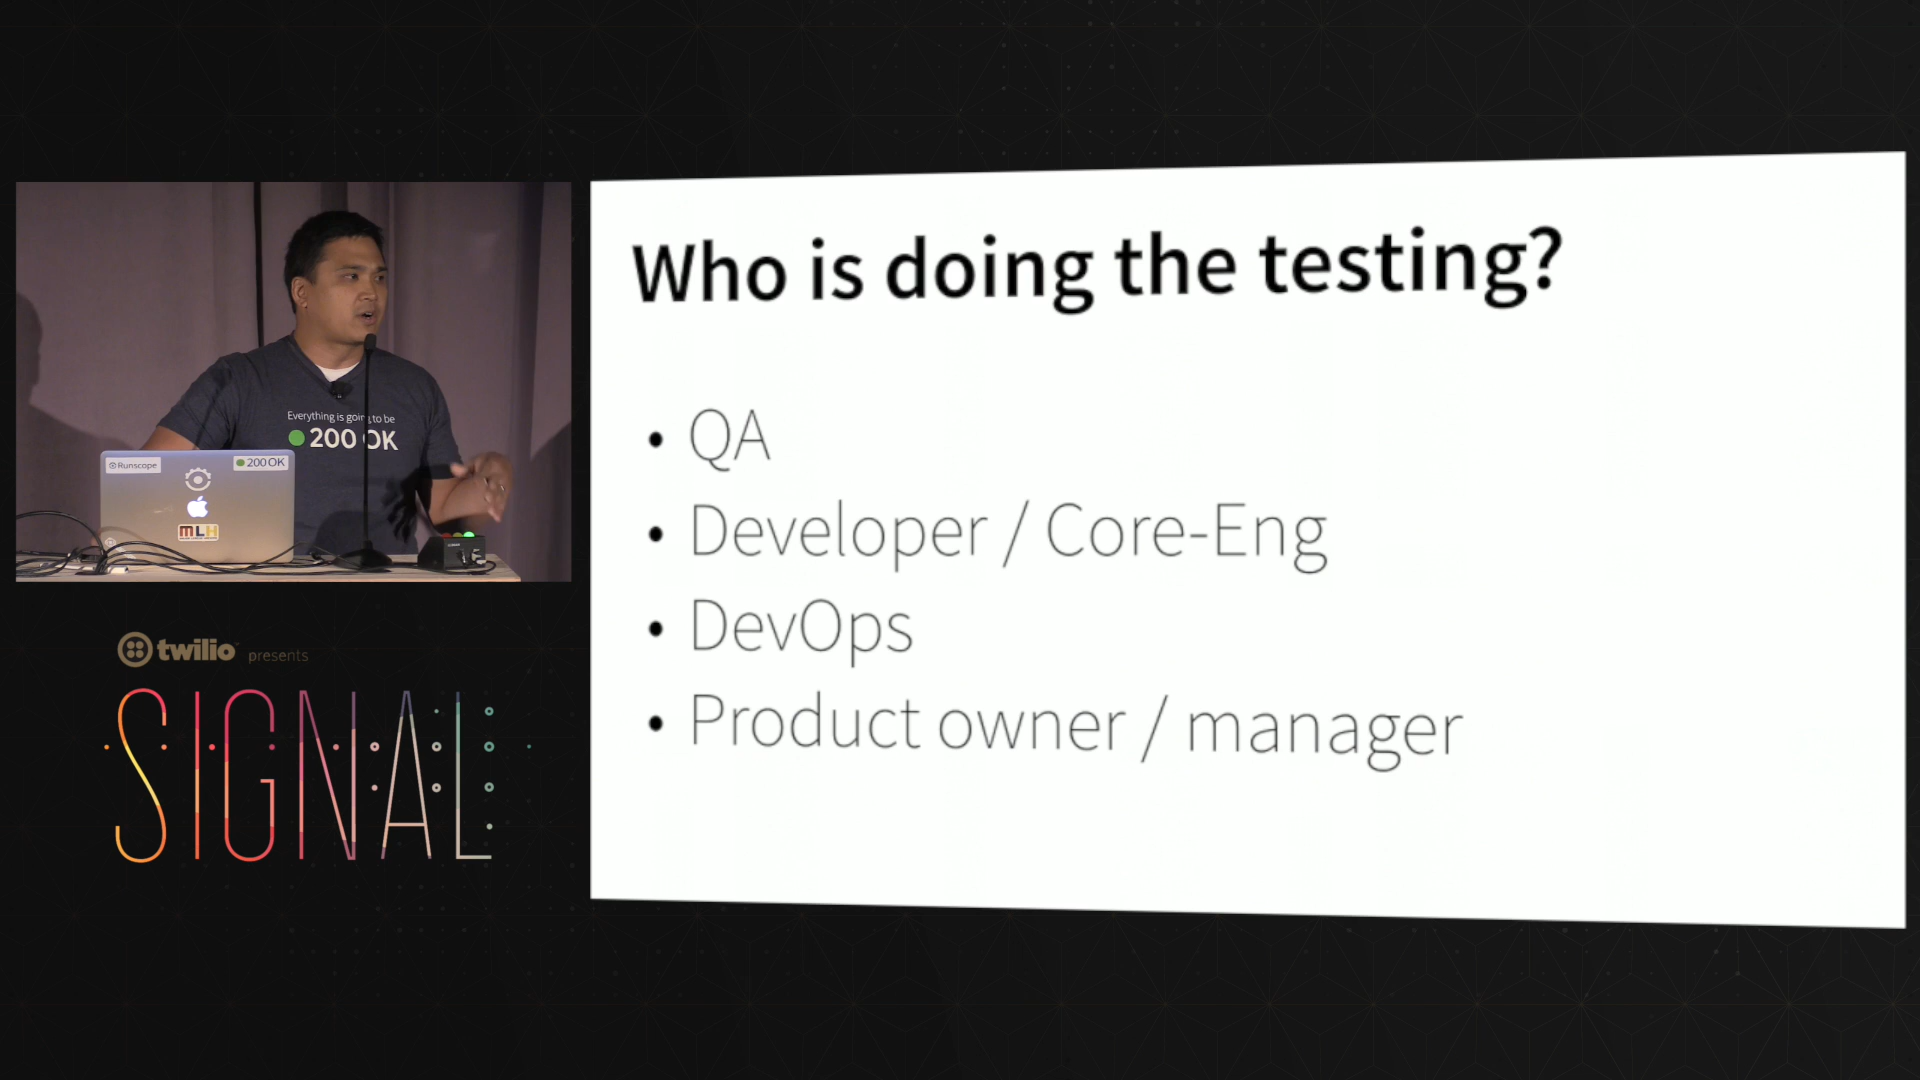 Who is doing the testing?
• QA
• Developer / Core-Eng
• DevOps
• Product owner / manager
Everything is going to be
200 OK
Runscope
200 OK
MLH
twilio presents
SIGNAL